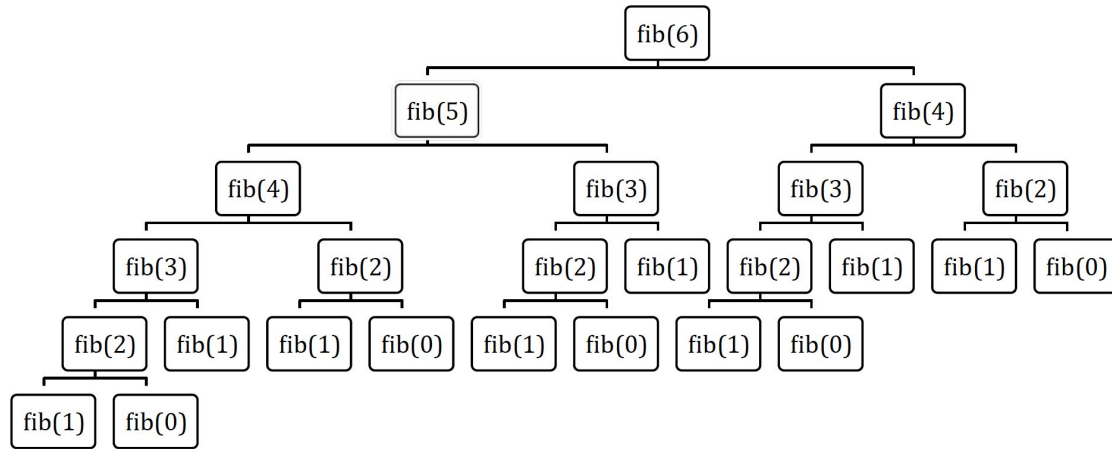 fib(6)
fib(5) fib(4)
fib(4) fib(3) fib(3) fib(2)
fib(3) fib(2) fib(2) fib(1) fib(2) fib(1) fib(1) fib(0)
fib(2) fib(1) fib(1) fib(0) fib(1) fib(0) fib(1) fib(0)
fib(1) fib(0)